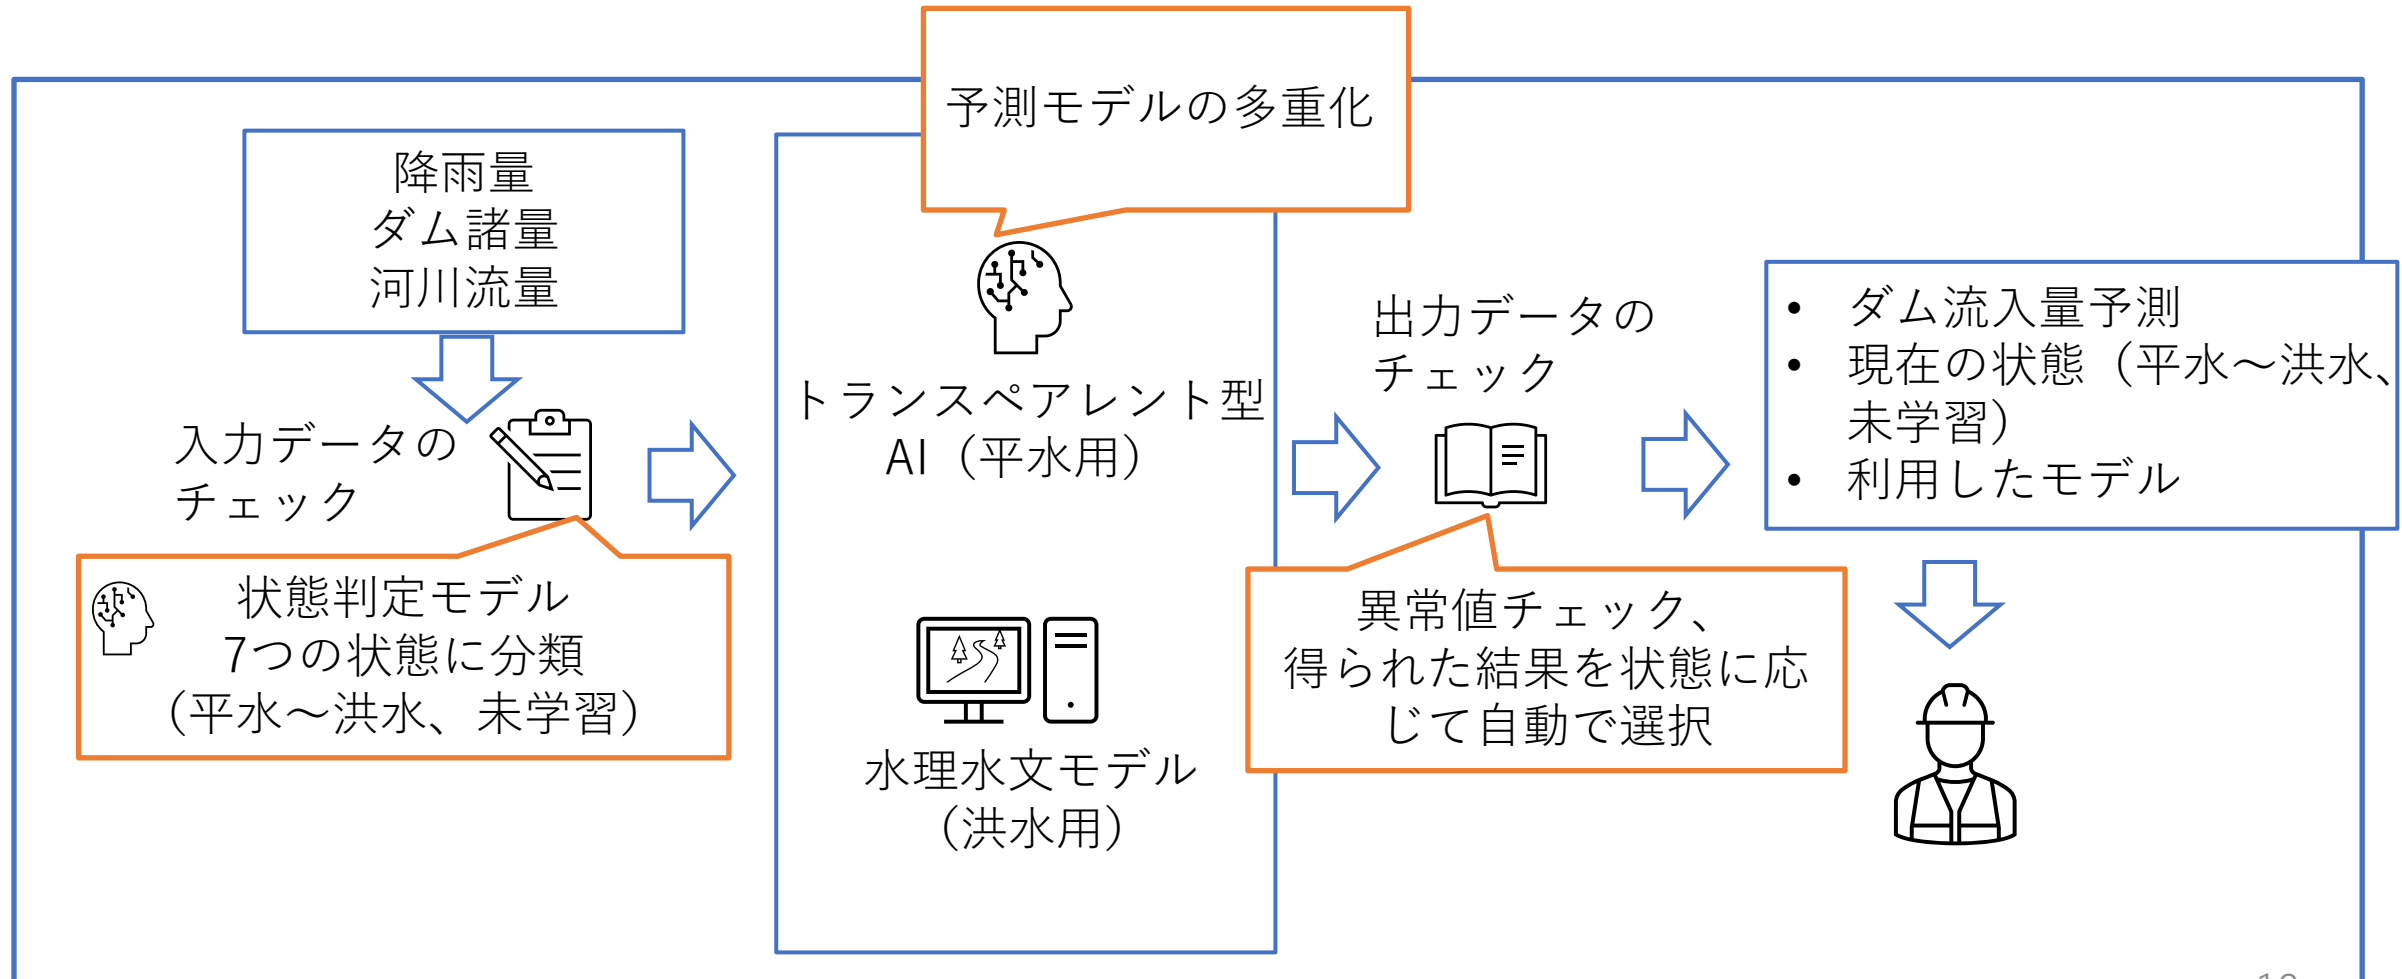 予測モデルの多重化
降雨量
ダム諸量
河川流量
入力データの
チェック
状態判定モデル
7つの状態に分類
（平水～洪水、未学習）
トランスペアレント型
AI（平水用）
水理水文モデル
（洪水用）
出力データの
チェック
異常値チェック、
得られた結果を状態に応
じて自動で選択
• ダム流入量予測
• 現在の状態（平水～洪水、
未学習）
• 利用したモデル